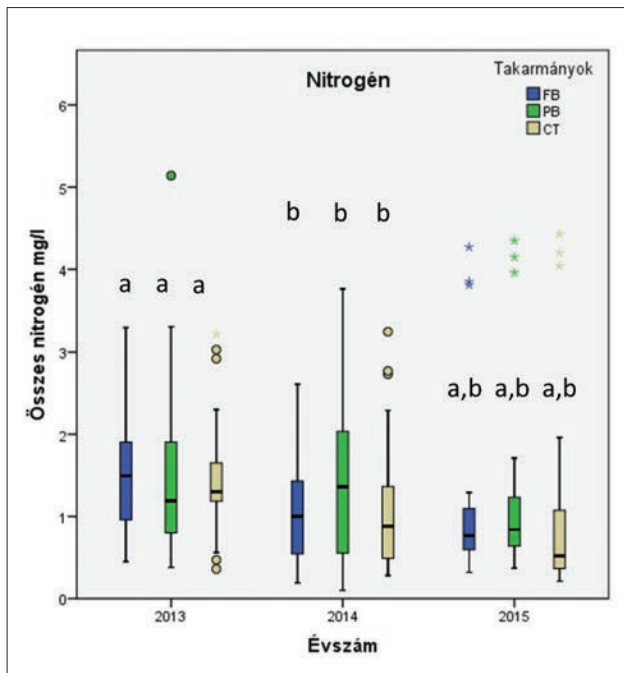 Nitrogén
Takarmányok
FB
PB
CT
Összes nitrogén mg/l
6
5
4
3
2
1
0
b b b
a a a
a,b a,b a,b
2013 2014 2015
Évszám